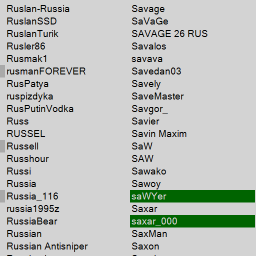 Ruslan-Russia
RuslanSSD
RuslanTurik
Rusler86
Rusmak1
rusmanFOREVER
RusPatya
ruspizdyka
RusPutinVodka
Russ
RUSSEL
Russell
Russhour
Russi
Russia
Russia_116
russia1995z
RussiaBear
Russian
Russian Antisniper
Savage
SaVaGe
SAVAGE 26 RUS
Savalos
savava
Savedan03
Savely
SaveMaster
Savgor_
Savier
Savin Maxim
SaW
SAW
Sawako
Sawoy
saWYer
Saxar
saxar_000
SaxMan
Saxon